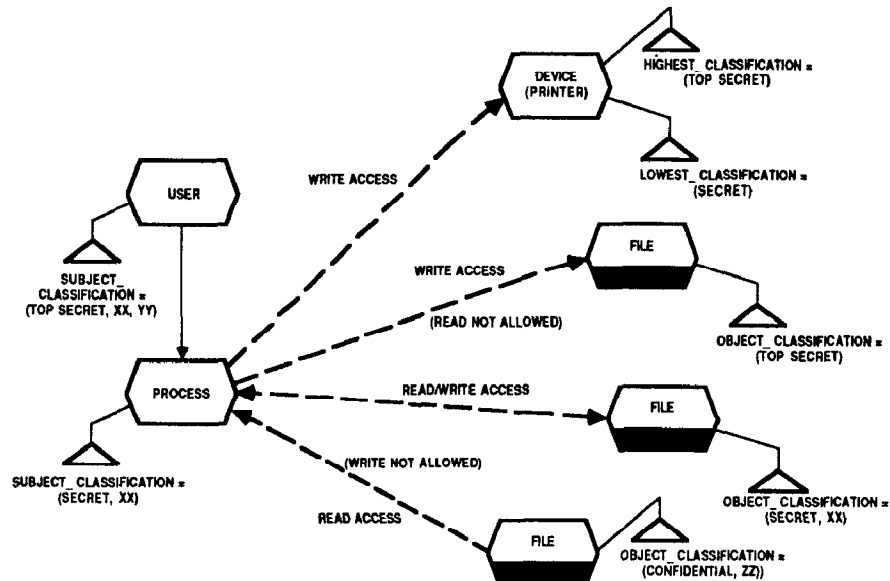 DEVICE
(PRINTER)
HIGHEST_CLASSIFICATION =
(TOP SECRET)
LOWEST_CLASSIFICATION =
(SECRET)
WRITE ACCESS
USER
SUBJECT_
CLASSIFICATION =
(TOP SECRET, XX, YY)
FILE
WRITE ACCESS
(READ NOT ALLOWED)
OBJECT_CLASSIFICATION =
(TOP SECRET)
PROCESS
READ/WRITE ACCESS
FILE
SUBJECT_CLASSIFICATION =
(SECRET, XX)
(WRITE NOT ALLOWED)
OBJECT_CLASSIFICATION =
(SECRET, XX)
READ ACCESS
FILE
OBJECT_CLASSIFICATION =
(CONFIDENTIAL, ZZ))